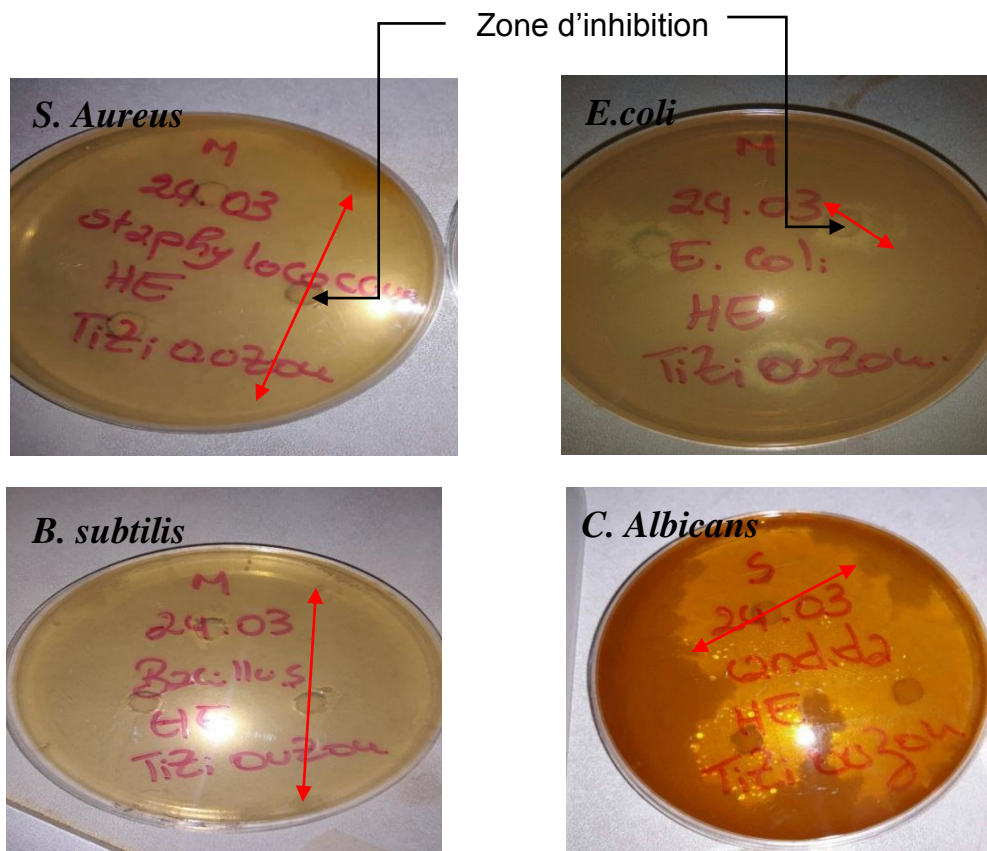 Zone d'inhibition
S. Aureus
M
24.03
staphylococcus
HE
Tizi ouzou
E.coli
M
24.03
E. coli
HE
Tizi ouzou.
B. subtilis
M
24.03
Bacillus
HE
Tizi ouzou
C. Albicans
S
24.03
candida
HE
Tizi ouzou